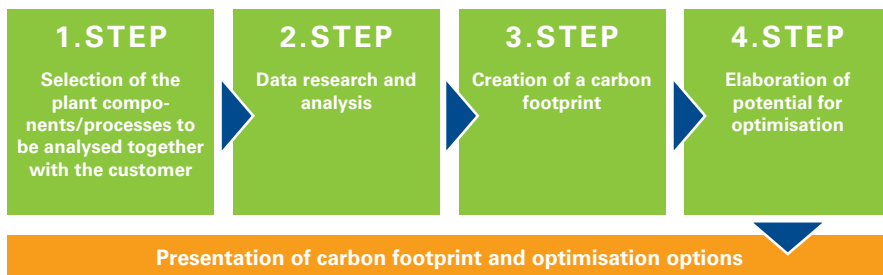 1.STEP
Selection of the
plant compo-
nents/processes to
be analysed together
with the customer
2.STEP
Data research and
analysis
3.STEP
Creation of a carbon
footprint
4.STEP
Elaboration of
potential for
optimisation
Presentation of carbon footprint and optimisation options